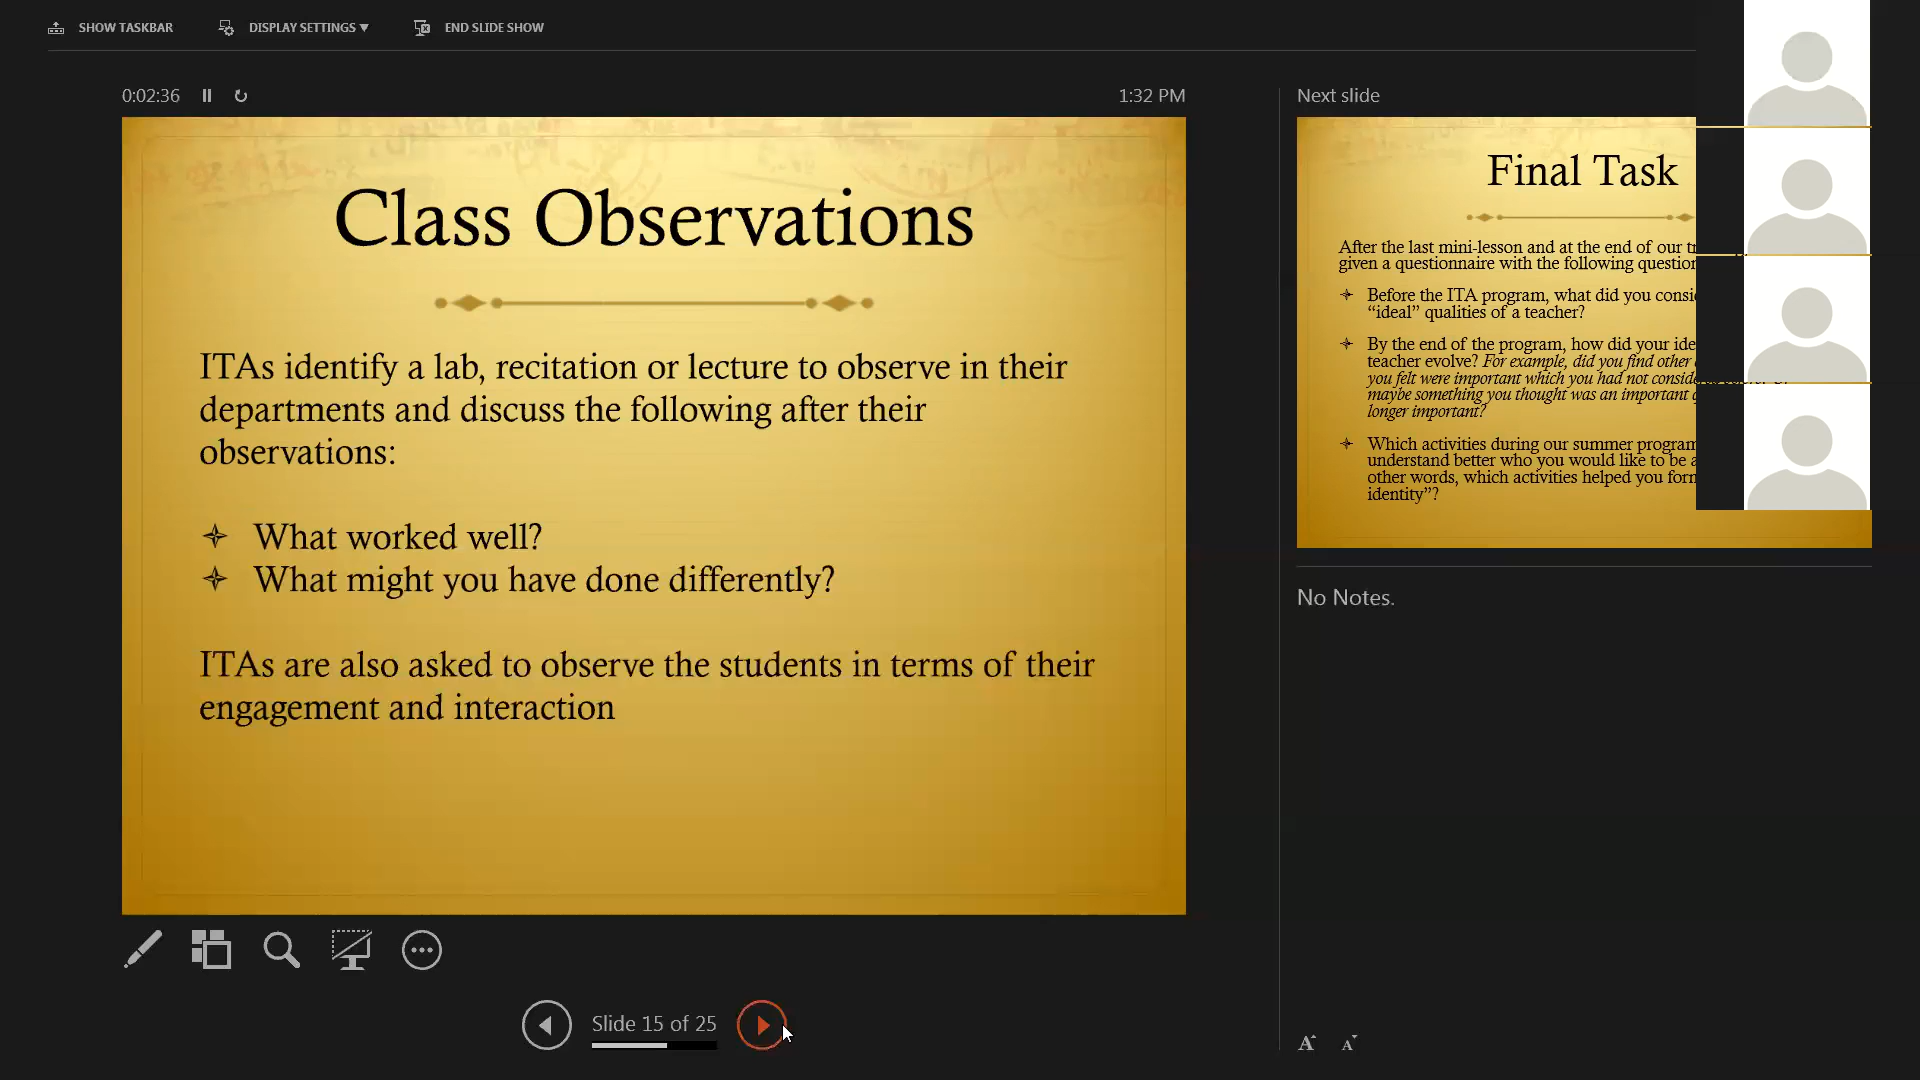 SHOW TASKBAR
DISPLAY SETTINGS
END SLIDE SHOW
0:02:36
1:32 PM
Class Observations
ITAs identify a lab, recitation or lecture to observe in their
departments and discuss the following after their
observations:
What worked well?
What might you have done differently?
ITAs are also asked to observe the students in terms of their
engagement and interaction
Slide 15 of 25
Next slide
Final Task
After the last mini-lesson and at the end of our
given a questionnaire with the following
Before the ITA program, what did you
“ideal” qualities of a teacher?
By the end of the program, how did your
teacher evolve? For example, did you find other
you felt were important which you had not
maybe something you thought was an important
longer important?
Which activities during our summer program
understand better who you would like to be
other words, which activities helped you
identity”?
No Notes.
A A